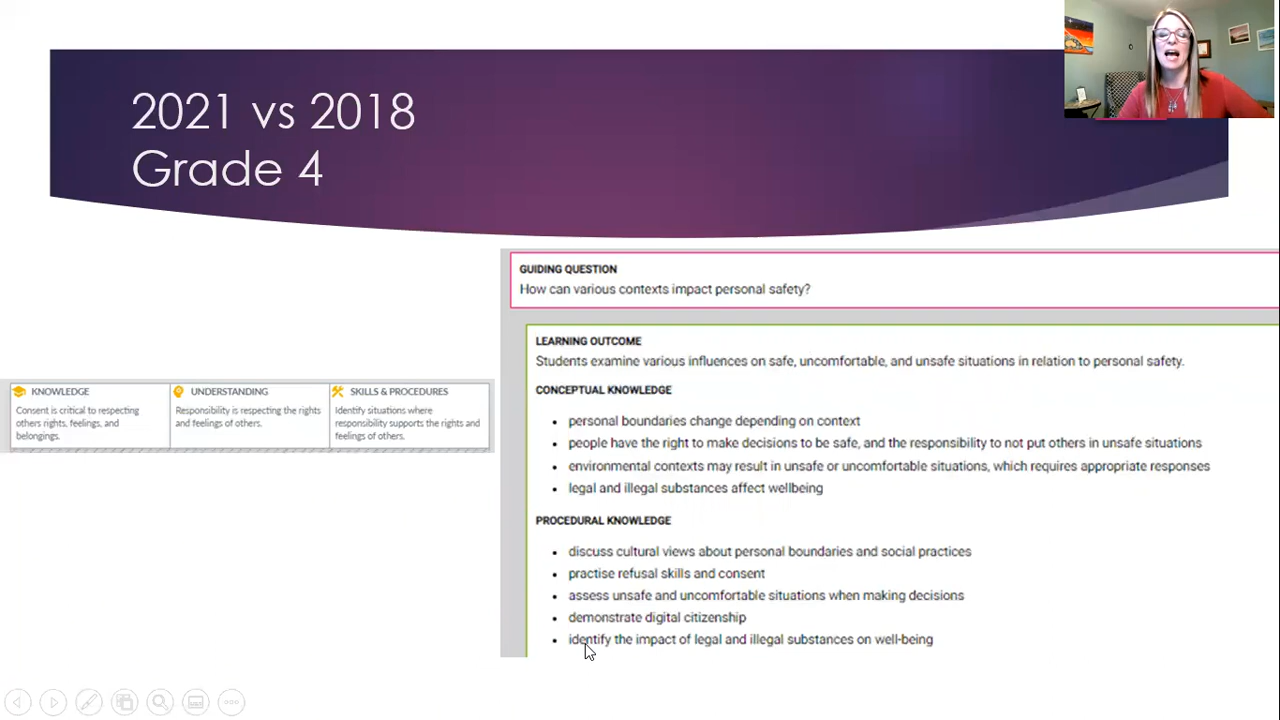 2021 vs 2018
Grade 4
KNOWLEDGE
Consent is critical to respecting
others rights, feelings, and
belongings.
UNDERSTANDING
Responsibility is respecting the rights
and feelings of others.
SKILLS & PROCEDURES
Identify situations where
responsibility supports the rights and
feelings of others.
GUIDING QUESTION
How can various contexts impact personal safety?
LEARNING OUTCOME
Students examine various influences on safe, uncomfortable, and unsafe situations in relation to personal safety.
CONCEPTUAL KNOWLEDGE
• personal boundaries change depending on context
• people have the right to make decisions to be safe, and the responsibility to not put others in unsafe situations
• environmental contexts may result in unsafe or uncomfortable situations, which requires appropriate responses
• legal and illegal substances affect wellbeing
PROCEDURAL KNOWLEDGE
• discuss cultural views about personal boundaries and social practices
• practise refusal skills and consent
• assess unsafe and uncomfortable situations when making decisions
• demonstrate digital citizenship
• identify the impact of legal and illegal substances on well-being